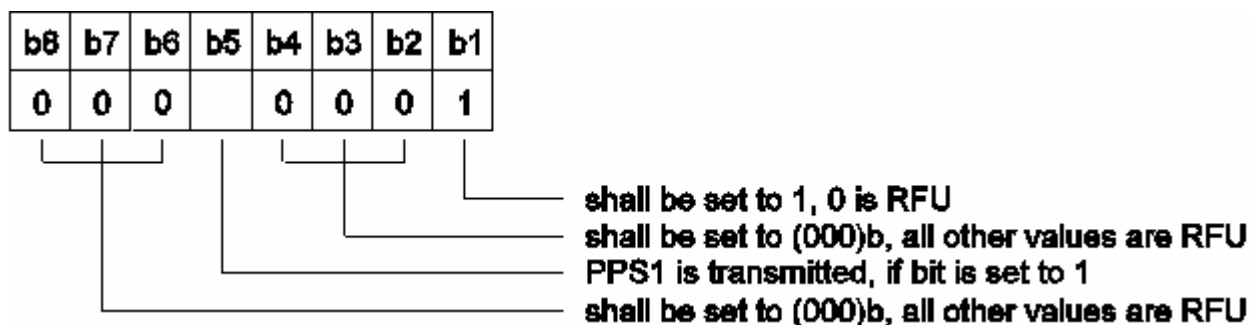 b8 b7 b6 b5 b4 b3 b2 b1
0 0 0 0 0 0 1
shall be set to 1, 0 is RFU
shall be set to (000)b, all other values are RFU
PPS1 is transmitted, if bit is set to 1
shall be set to (000)b, all other values are RFU